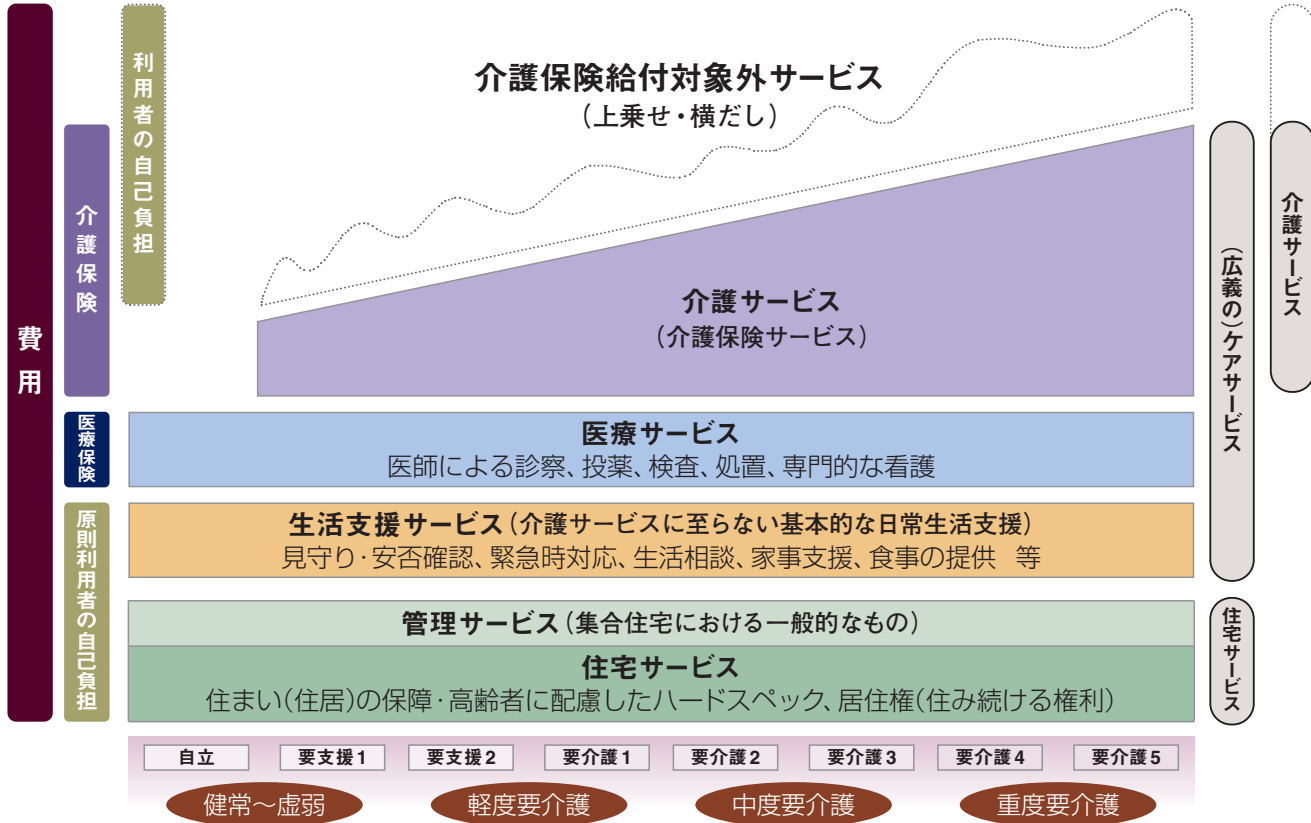 費用
利用者の自己負担
介護保険
医療保険
原則利用者の自己負担
介護保険給付対象外サービス
(上乗せ・横だし)
介護サービス
(介護保険サービス)
医療サービス
医師による診察、投薬、検査、処置、専門的な看護
生活支援サービス(介護サービスに至らない基本的な日常生活支援)
見守り・安否確認、緊急時対応、生活相談、家事支援、食事の提供 等
管理サービス(集合住宅における一般的なもの)
住宅サービス
住まい(住居)の保障・高齢者に配慮したハードスペック、居住権(住み続ける権利)
(広義の)ケアサービス
介護サービス
住宅サービス
自立 要支援1 要支援2 要介護1 要介護2 要介護3 要介護4 要介護5
健常～虚弱 軽度要介護 中度要介護 重度要介護